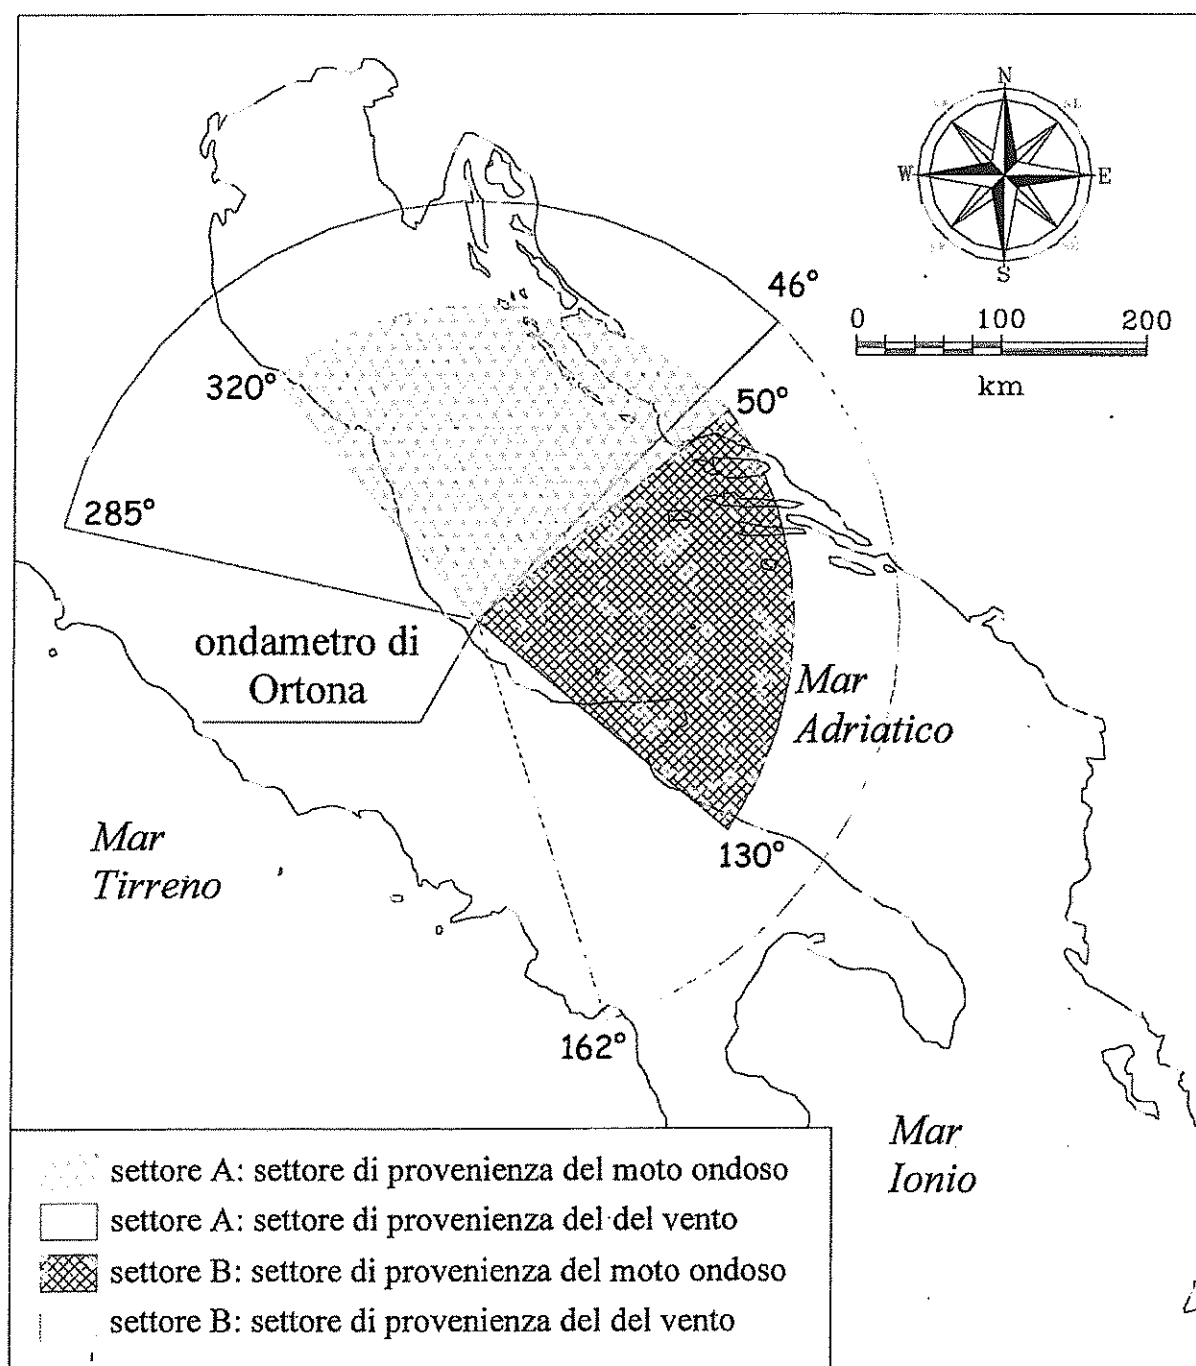 N
W
E
S
46°
0 100 200
km
320°
50°
285°
ondametro di
Ortona
Mar
Adriatico
Mar
Tirreno
130°
162°
Mar
Ionio
settore A: settore di provenienza del moto ondoso
settore A: settore di provenienza del del vento
settore B: settore di provenienza del moto ondoso
settore B: settore di provenienza del del vento